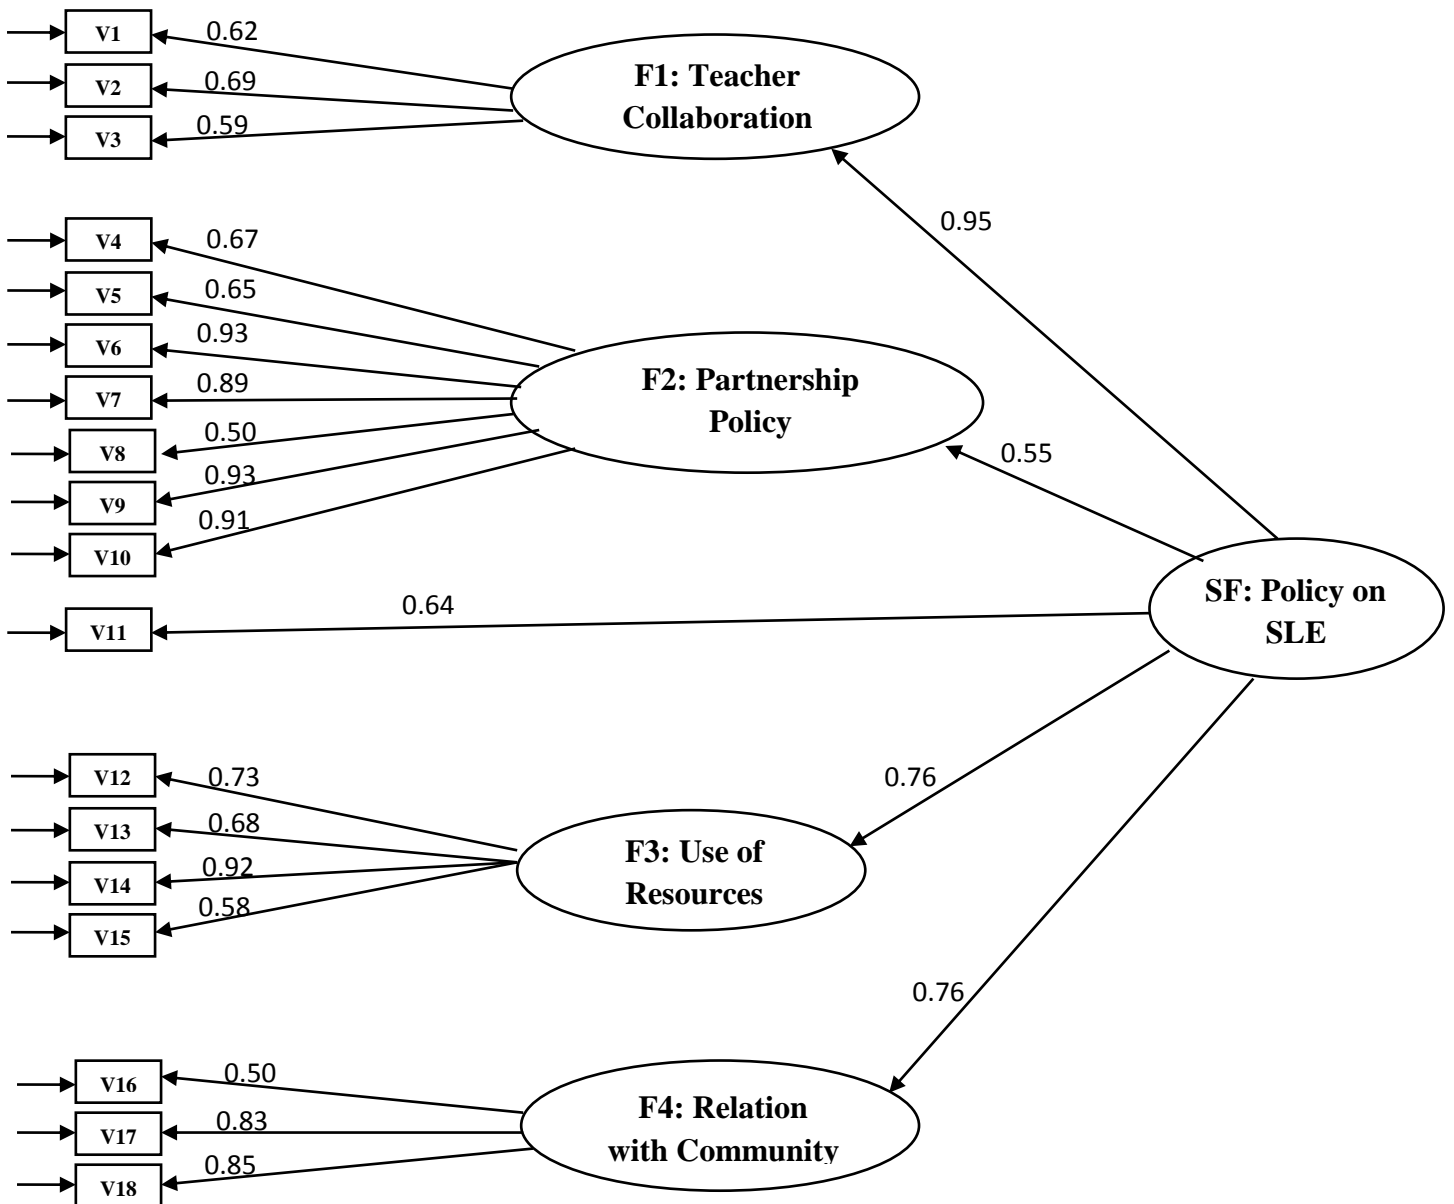 V1
0.62
V2
0.69
V3
0.59
F1: Teacher
Collaboration
0.95
V4
0.67
V5
0.65
V6
0.93
V7
0.89
V8
0.50
V9
0.93
V10
0.91
F2: Partnership
Policy
0.55
V11
0.64
SF: Policy on
SLE
V12
0.73
V13
0.68
V14
0.92
V15
0.58
F3: Use of
Resources
0.76
0.76
V16
0.50
V17
0.83
V18
0.85
F4: Relation
with Community